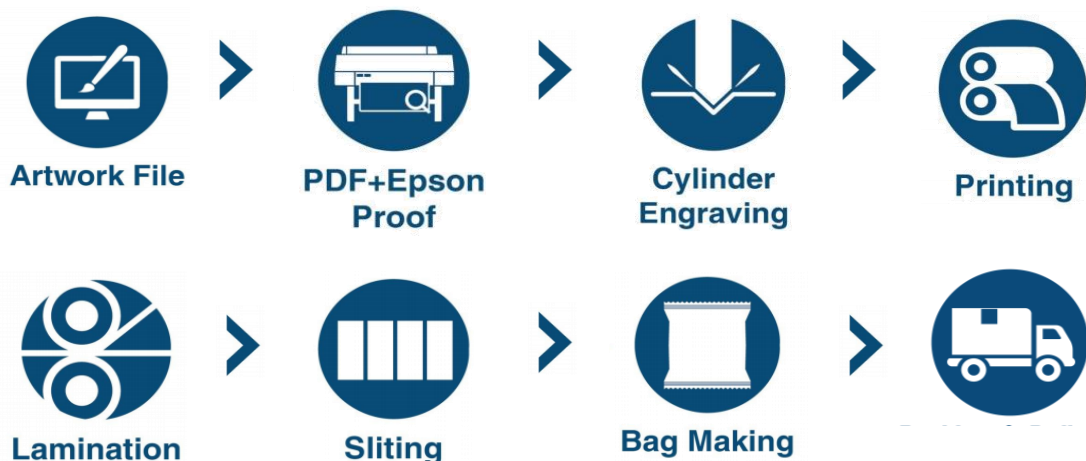 Artwork File
PDF+Epson
Proof
Cylinder
Engraving
Printing
Lamination
Sliting
Bag Making